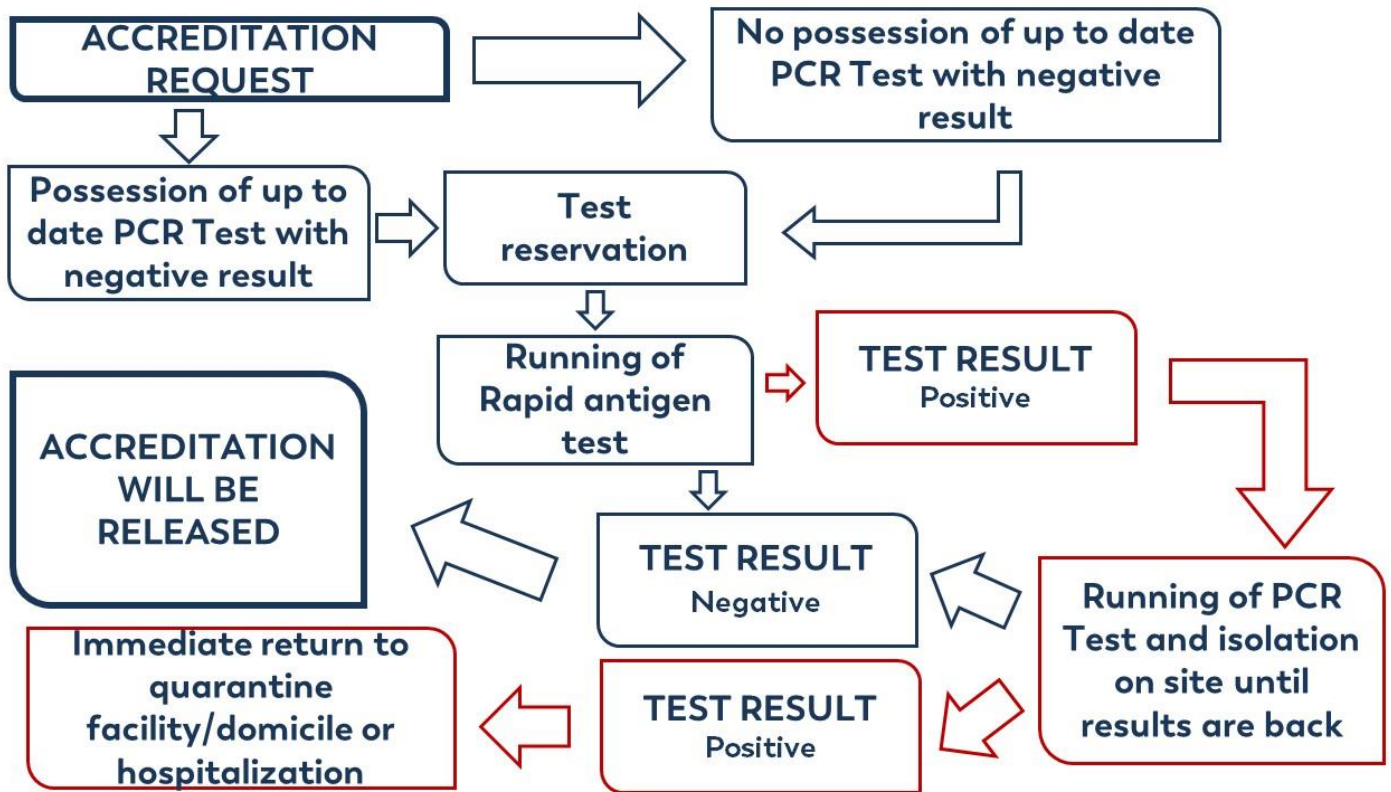 ACCREDITATION
REQUEST
No possession of up to date
PCR Test with negative
result
Possession of up to
date PCR Test with
negative result
Test
reservation
Running of
Rapid antigen
test
TEST RESULT
Positive
ACCREDITATION
WILL BE
RELEASED
TEST RESULT
Negative
Running of PCR
Test and isolation
on site until
results are back
Immediate return to
quarantine
facility/domicile or
hospitalization
TEST RESULT
Positive